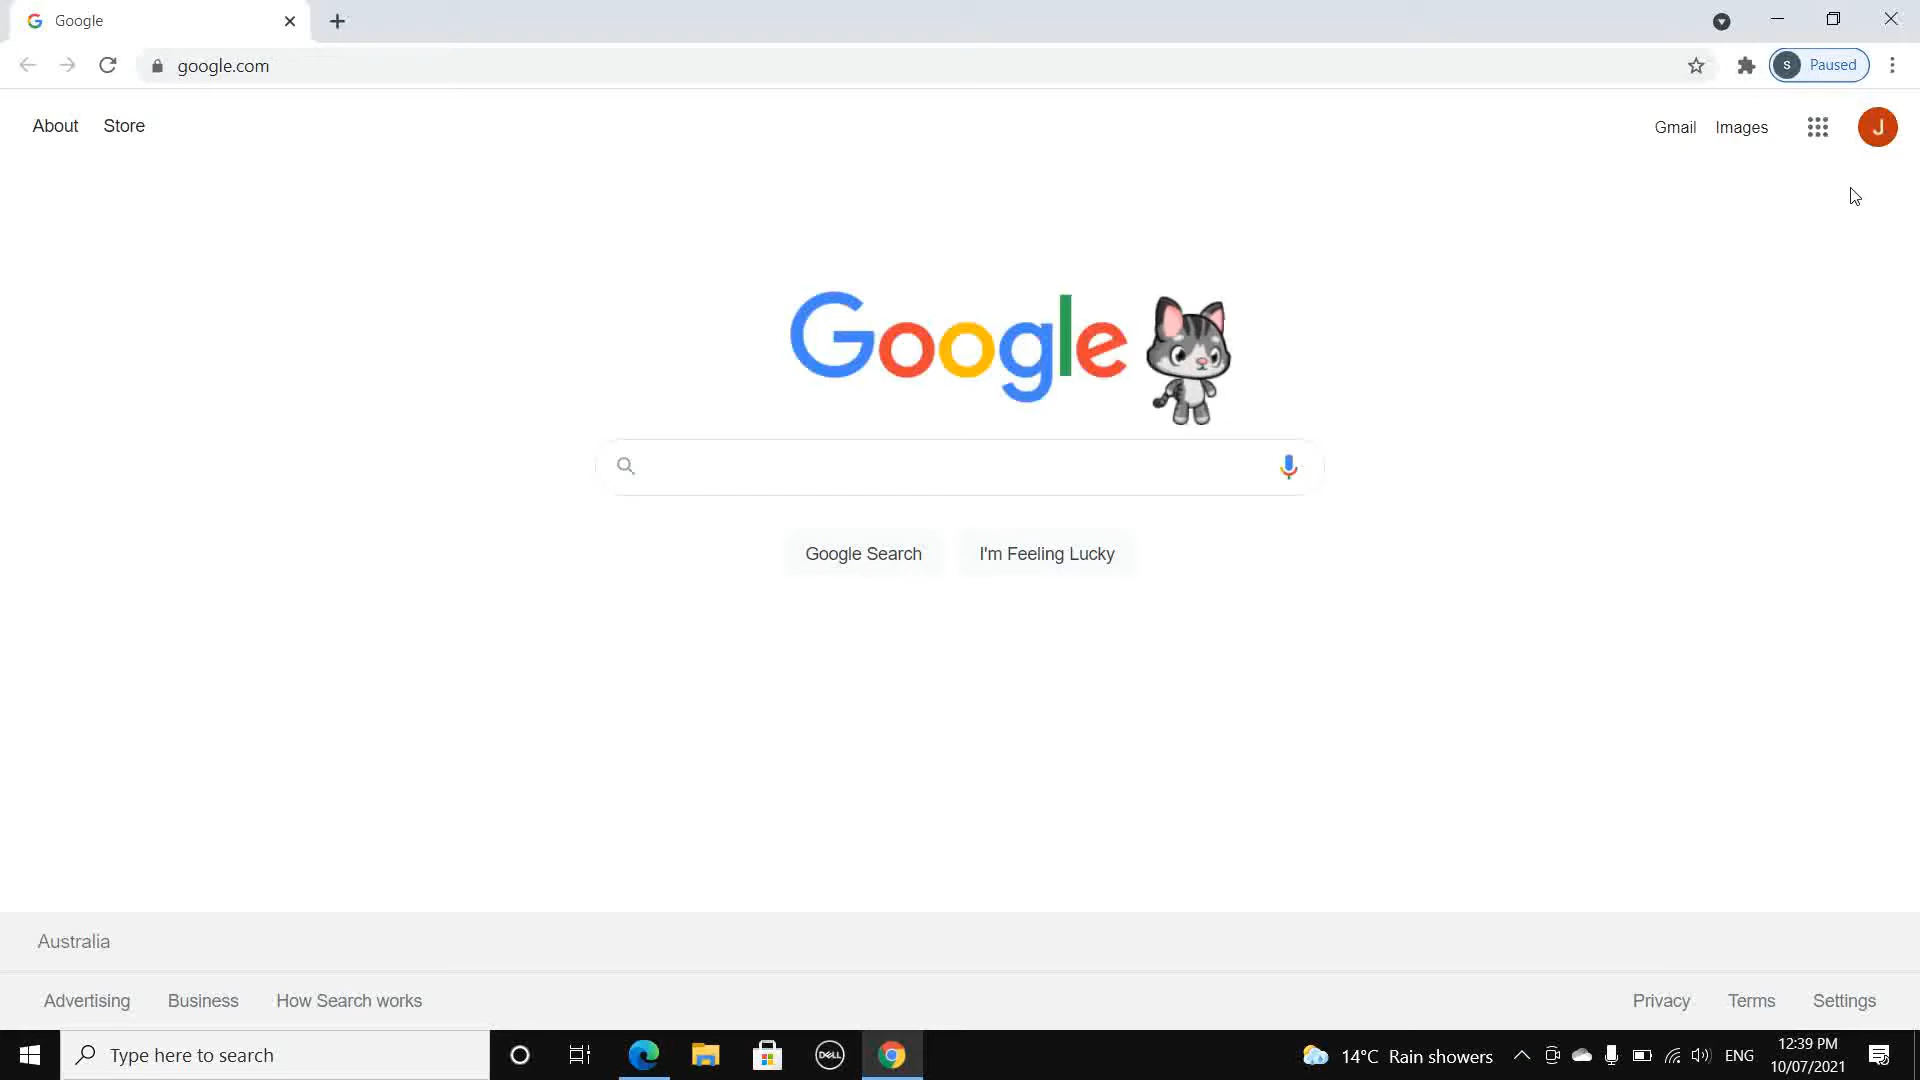 Google
google.com
S Paused
About Store
Gmail Images
J
Google
Google Search I'm Feeling Lucky
Australia
Advertising Business How Search works
Privacy Terms Settings
Type here to search
DELL
14°C Rain showers
ENG
12:39 PM
10/07/2021